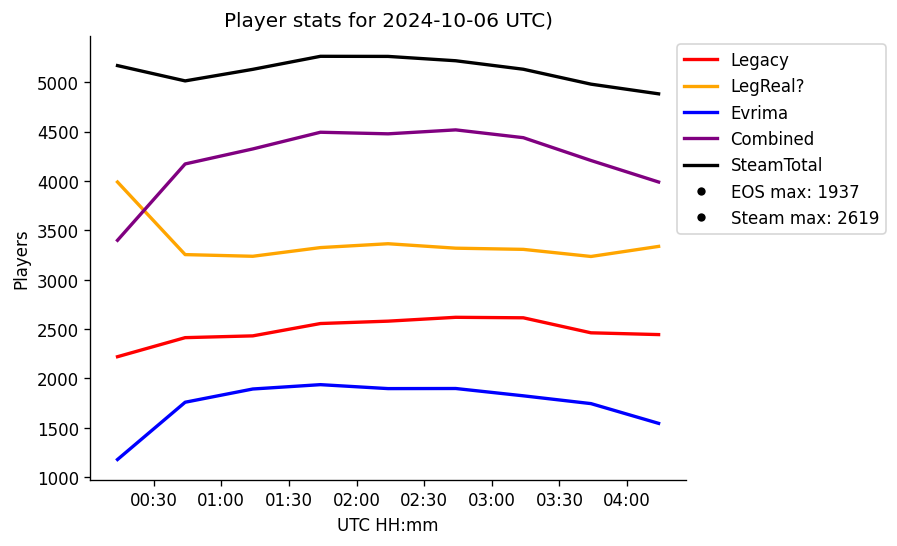 Player stats for 2024-10-06 UTC)
Legacy
LegReal?
Evrima
Combined
SteamTotal
EOS max: 1937
Steam max: 2619
Players
5000
4500
4000
3500
3000
2500
2000
1500
1000
00:30 01:00 01:30 02:00 02:30 03:00 03:30 04:00
UTC HH:mm